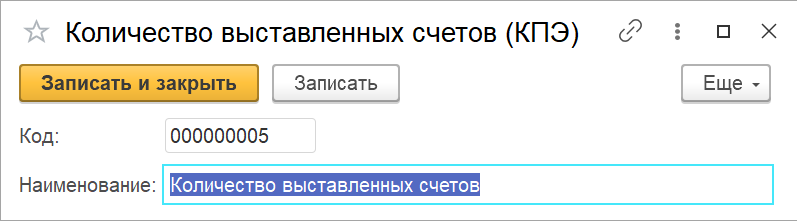 Количество выставленных счетов (КПЭ)
Записать и закрыть Записать Еще
Код: 000000005
Наименование: Количество выставленных счетов